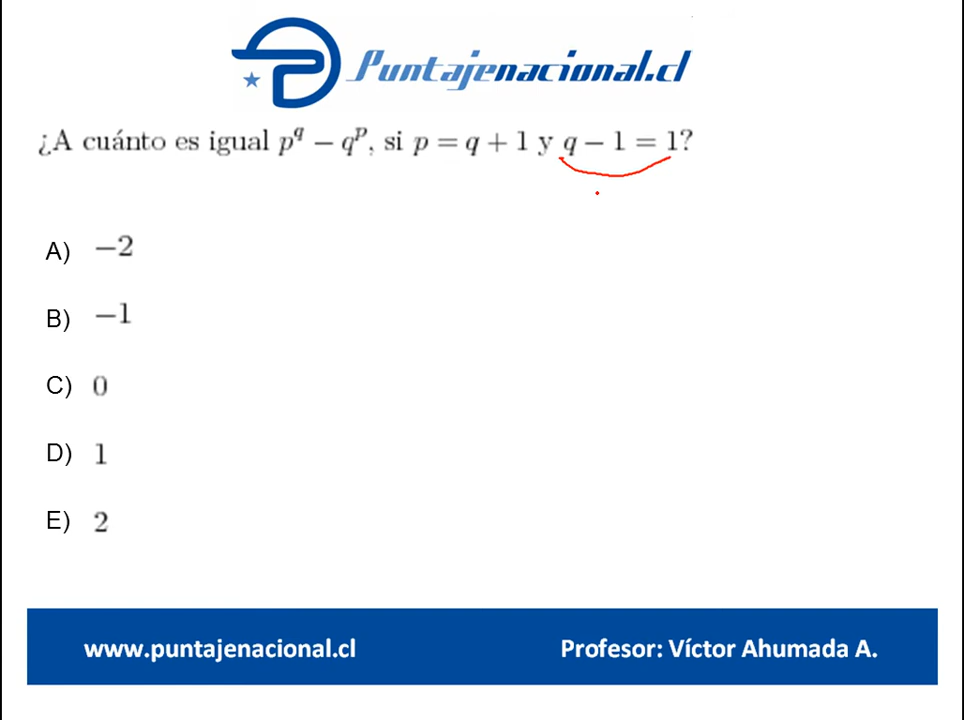 Puntajenacional.cl
¿A cuánto es igual p^q − q^p, si p = q + 1 y q − 1 = 1?
A) −2
B) −1
C) 0
D) 1
E) 2
www.puntajenacional.cl Profesor: Víctor Ahumada A.